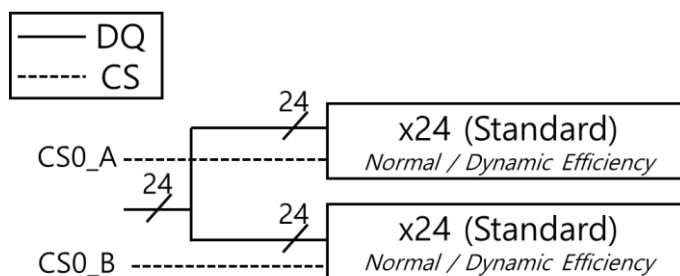 DQ
CS
24
x24 (Standard)
Normal / Dynamic Efficiency
CS0_A
24
24
x24 (Standard)
Normal / Dynamic Efficiency
CS0_B